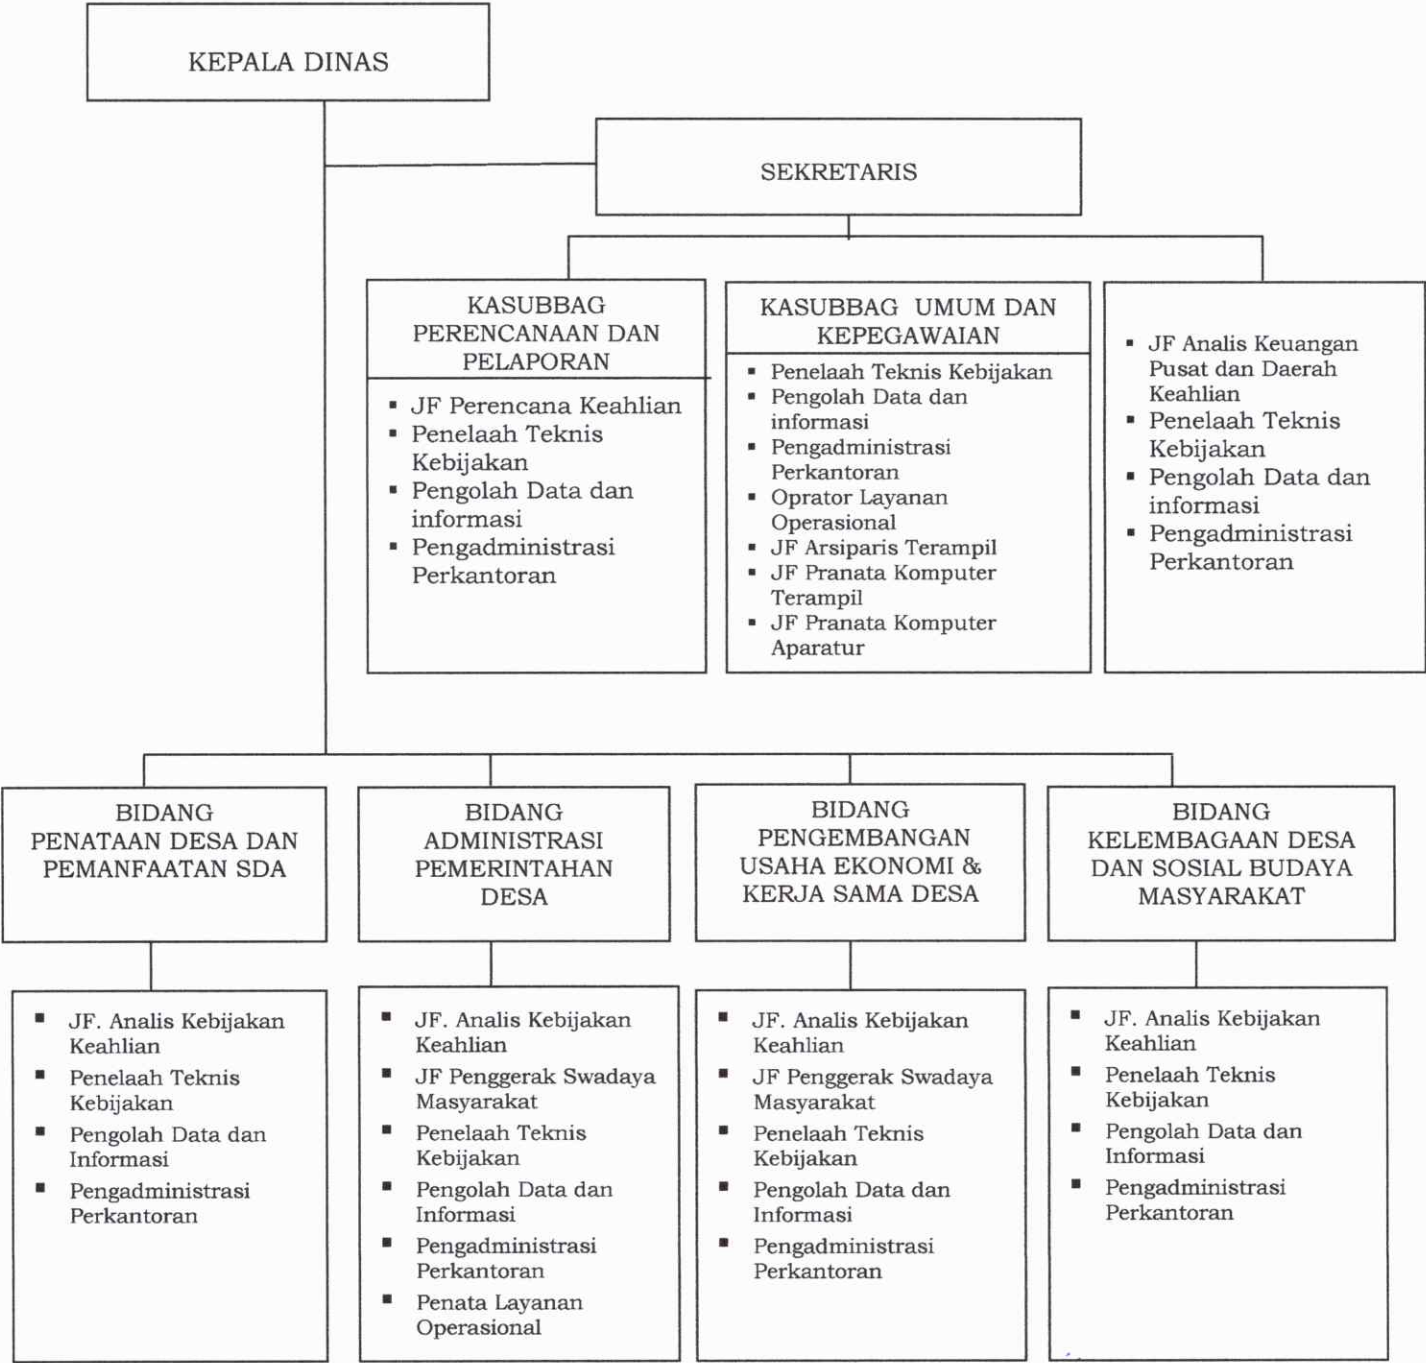 KEPALA DINAS
SEKRETARIS
KASUBBAG
PERENCANAAN DAN
PELAPORAN
▪ JF Perencana Keahlian
▪ Penelaah Teknis
Kebijakan
▪ Pengolah Data dan
informasi
▪ Pengadministrasi
Perkantoran
KASUBBAG UMUM DAN
KEPEGAWAIAN
▪ Penelaah Teknis Kebijakan
▪ Pengolah Data dan
informasi
▪ Pengadministrasi
Perkantoran
▪ Oprator Layanan
Operasional
▪ JF Arsiparis Terampil
▪ JF Pranata Komputer
Terampil
▪ JF Pranata Komputer
Aparatur
▪ JF Analis Keuangan
Pusat dan Daerah
Keahlian
▪ Penelaah Teknis
Kebijakan
▪ Pengolah Data dan
informasi
▪ Pengadministrasi
Perkantoran
BIDANG
PENATAAN DESA DAN
PEMANFAATAN SDA
▪ JF. Analis Kebijakan
Keahlian
▪ Penelaah Teknis
Kebijakan
▪ Pengolah Data dan
Informasi
▪ Pengadministrasi
Perkantoran
BIDANG
ADMINISTRASI
PEMERINTAHAN
DESA
▪ JF. Analis Kebijakan
Keahlian
▪ JF Penggerak Swadaya
Masyarakat
▪ Penelaah Teknis
Kebijakan
▪ Pengolah Data dan
Informasi
▪ Pengadministrasi
Perkantoran
▪ Penata Layanan
Operasional
BIDANG
PENGEMBANGAN
USAHA EKONOMI &
KERJA SAMA DESA
▪ JF. Analis Kebijakan
Keahlian
▪ JF Penggerak Swadaya
Masyarakat
▪ Penelaah Teknis
Kebijakan
▪ Pengolah Data dan
Informasi
▪ Pengadministrasi
Perkantoran
BIDANG
KELEMBAGAAN DESA
DAN SOSIAL BUDAYA
MASYARAKAT
▪ JF. Analis Kebijakan
Keahlian
▪ Penelaah Teknis
Kebijakan
▪ Pengolah Data dan
Informasi
▪ Pengadministrasi
Perkantoran